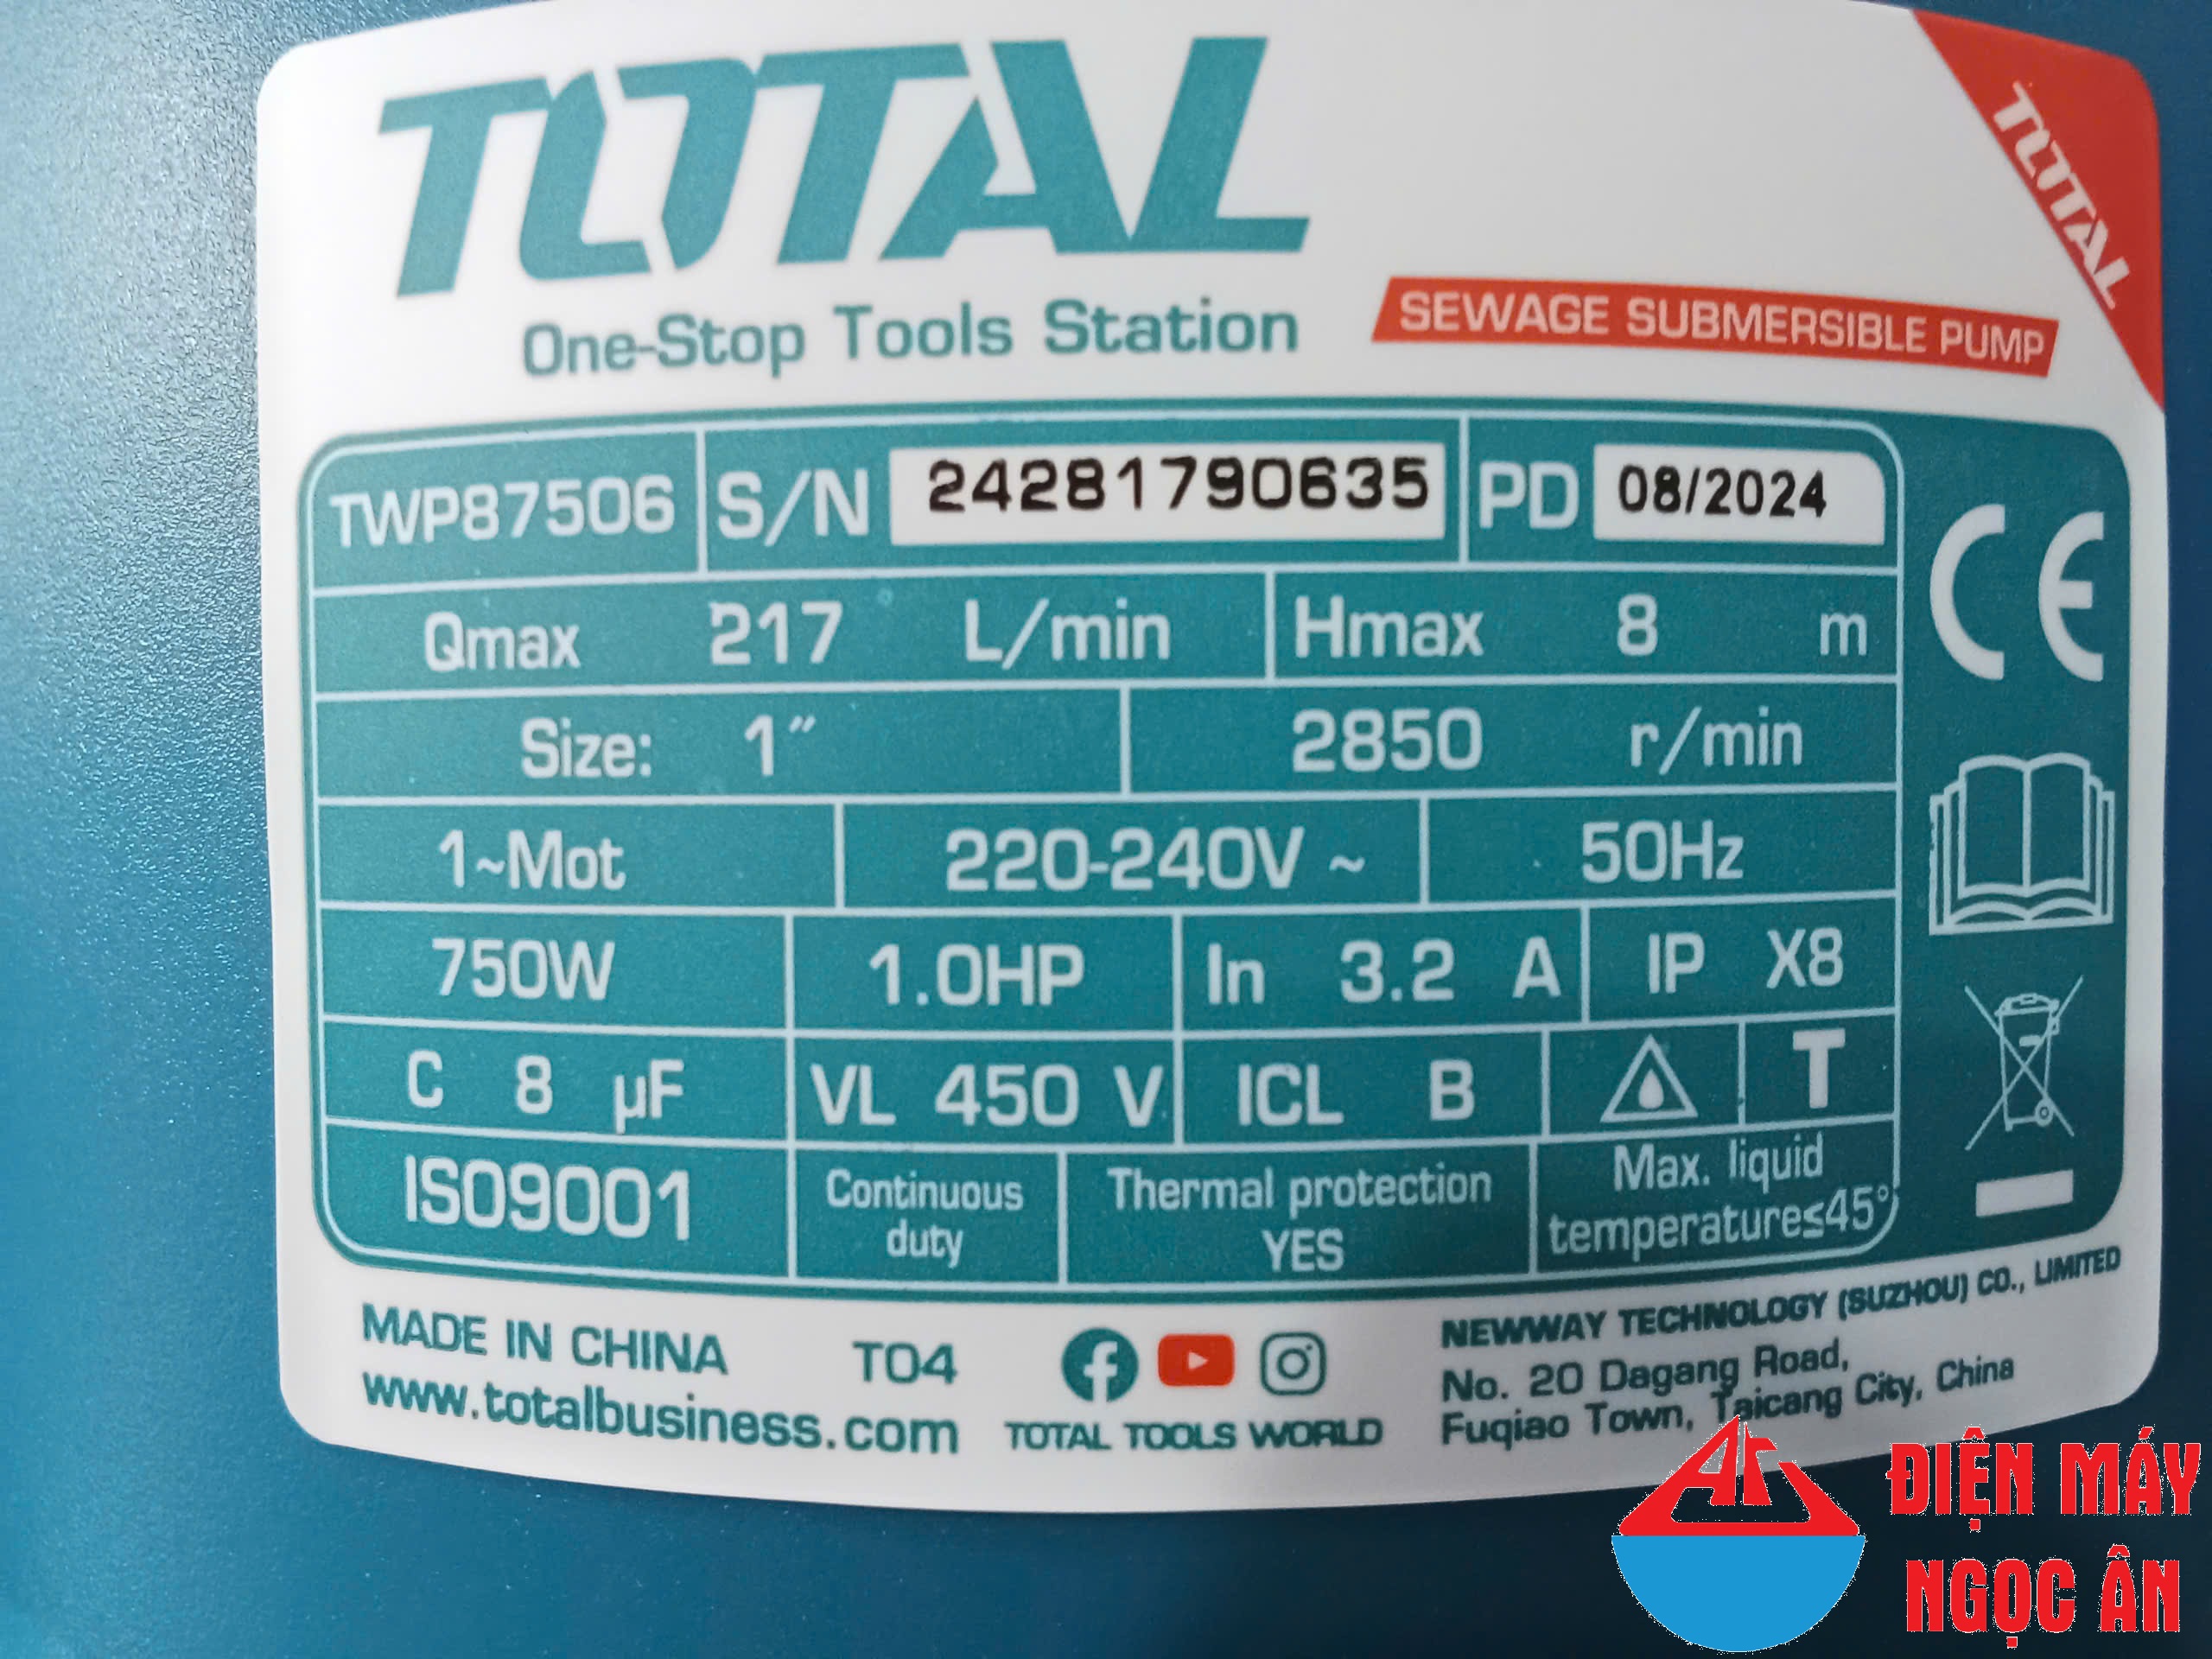 TOTAL
One-Stop Tools Station
TOTAL
SEWAGE SUBMERSIBLE PUMP
TWP87506 S/N 24281790635 PD 08/2024
Qmax 217 L/min Hmax 8 m
Size: 1” 2850 r/min
1~Mot 220-240V ~ 50Hz
750W 1.0HP In 3.2 A IP X8
C 8 µF VL 450 V ICL B T
ISO9001
Continuous
duty
Thermal protection
YES
Max. liquid
temperature≤45°
CE
MADE IN CHINA T04
www.totalbusiness.com
TOTAL TOOLS WORLD
NEWWAY TECHNOLOGY (SUZHOU) CO., LIMITED
No. 20 Dagang Road,
Fuqiao Town, Taicang City, China
ĐIỆN MÁY
NGỌC ÂN